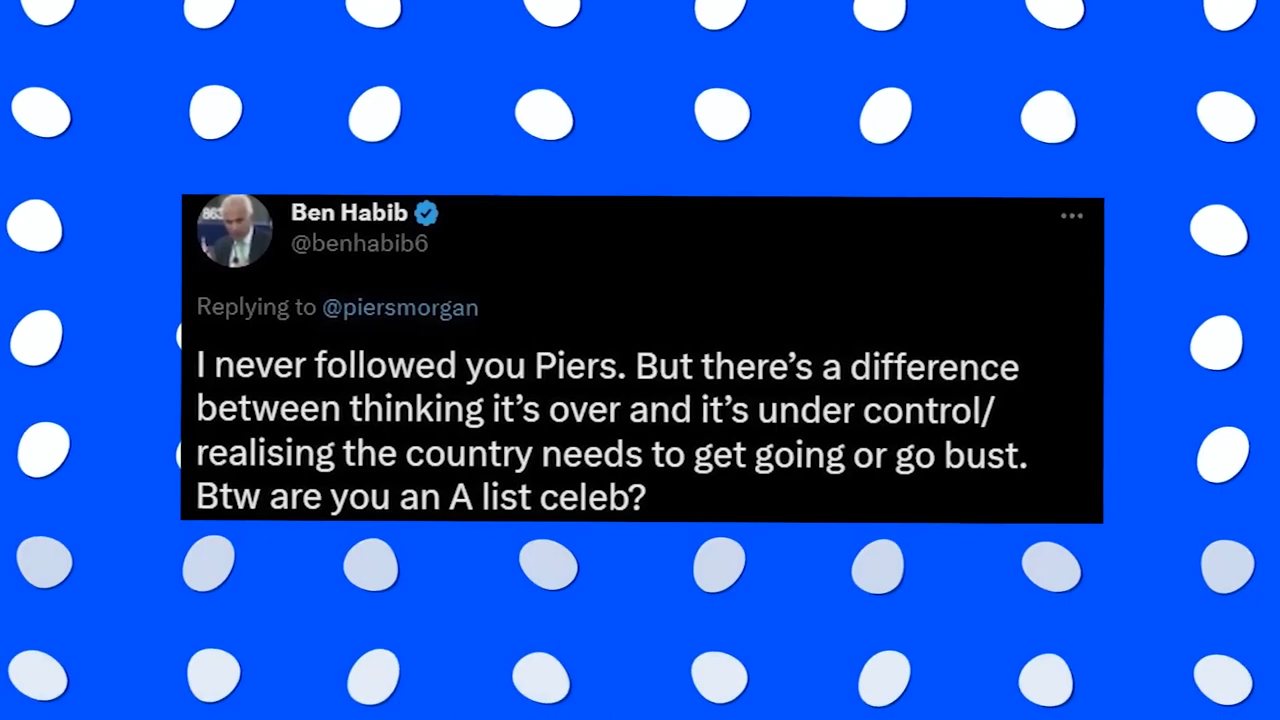 Ben Habib
@benhabib6
Replying to @piersmorgan
I never followed you Piers. But there’s a difference
between thinking it’s over and it’s under control/
realising the country needs to get going or go bust.
Btw are you an A list celeb?